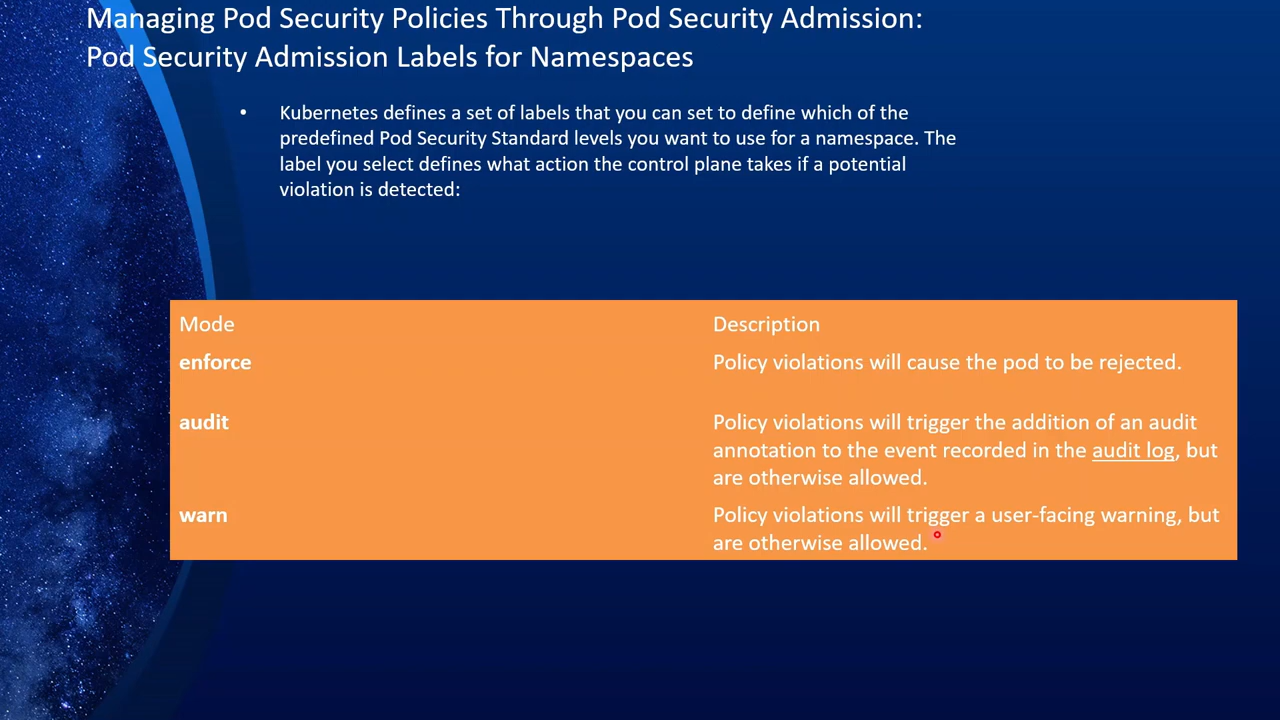 Managing Pod Security Policies Through Pod Security Admission:
Pod Security Admission Labels for Namespaces
• Kubernetes defines a set of labels that you can set to define which of the
predefined Pod Security Standard levels you want to use for a namespace. The
label you select defines what action the control plane takes if a potential
violation is detected:
Mode Description
enforce Policy violations will cause the pod to be rejected.
audit Policy violations will trigger the addition of an audit
annotation to the event recorded in the audit log, but
are otherwise allowed.
warn Policy violations will trigger a user-facing warning, but
are otherwise allowed.